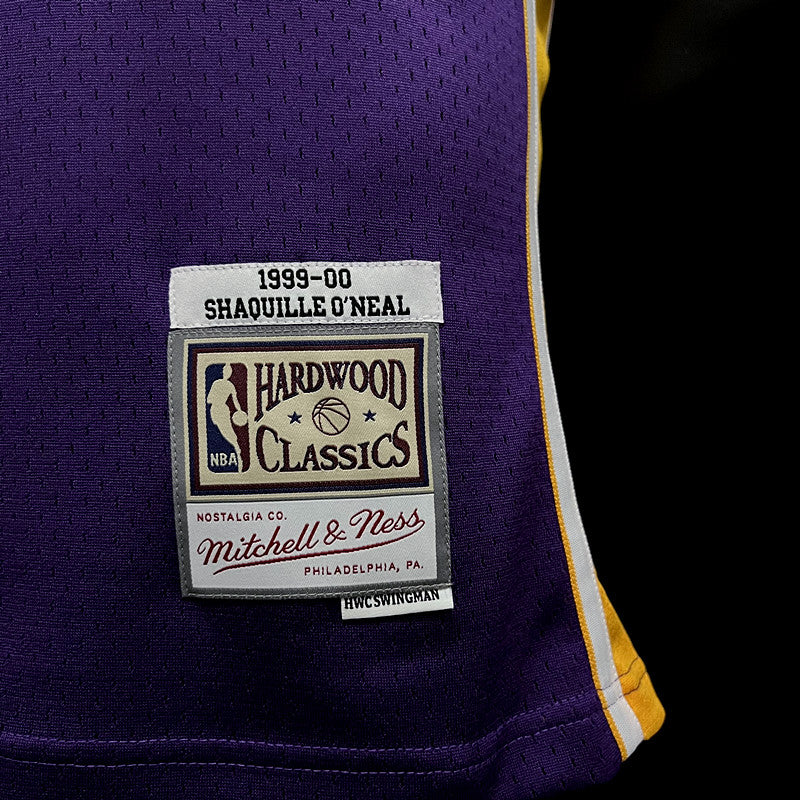 1999-00
SHAQUILLE O'NEAL
HARDWOOD
CLASSICS
NBA
NOSTALGIA CO.
Mitchell & Ness
PHILADELPHIA, PA.
HWC SWINGMAN